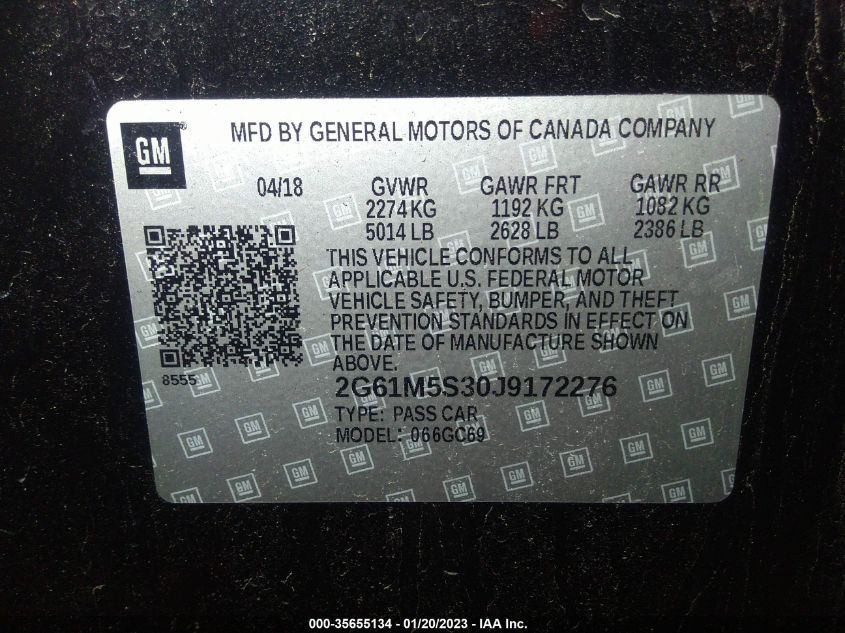 MFD BY GENERAL MOTORS OF CANADA COMPANY
GM
04/18 GVWR GAWR FRT GAWR RR
2274 KG 1192 KG 1082 KG
5014 LB 2628 LB 2386 LB
THIS VEHICLE CONFORMS TO ALL
APPLICABLE U.S. FEDERAL MOTOR
VEHICLE SAFETY, BUMPER, AND THEFT
PREVENTION STANDARDS IN EFFECT ON
THE DATE OF MANUFACTURE SHOWN
ABOVE.
8555
2G61M5S30J9172276
TYPE: PASS CAR
MODEL: 066GC69
000-35655134 - 01/20/2023 - IAA Inc.